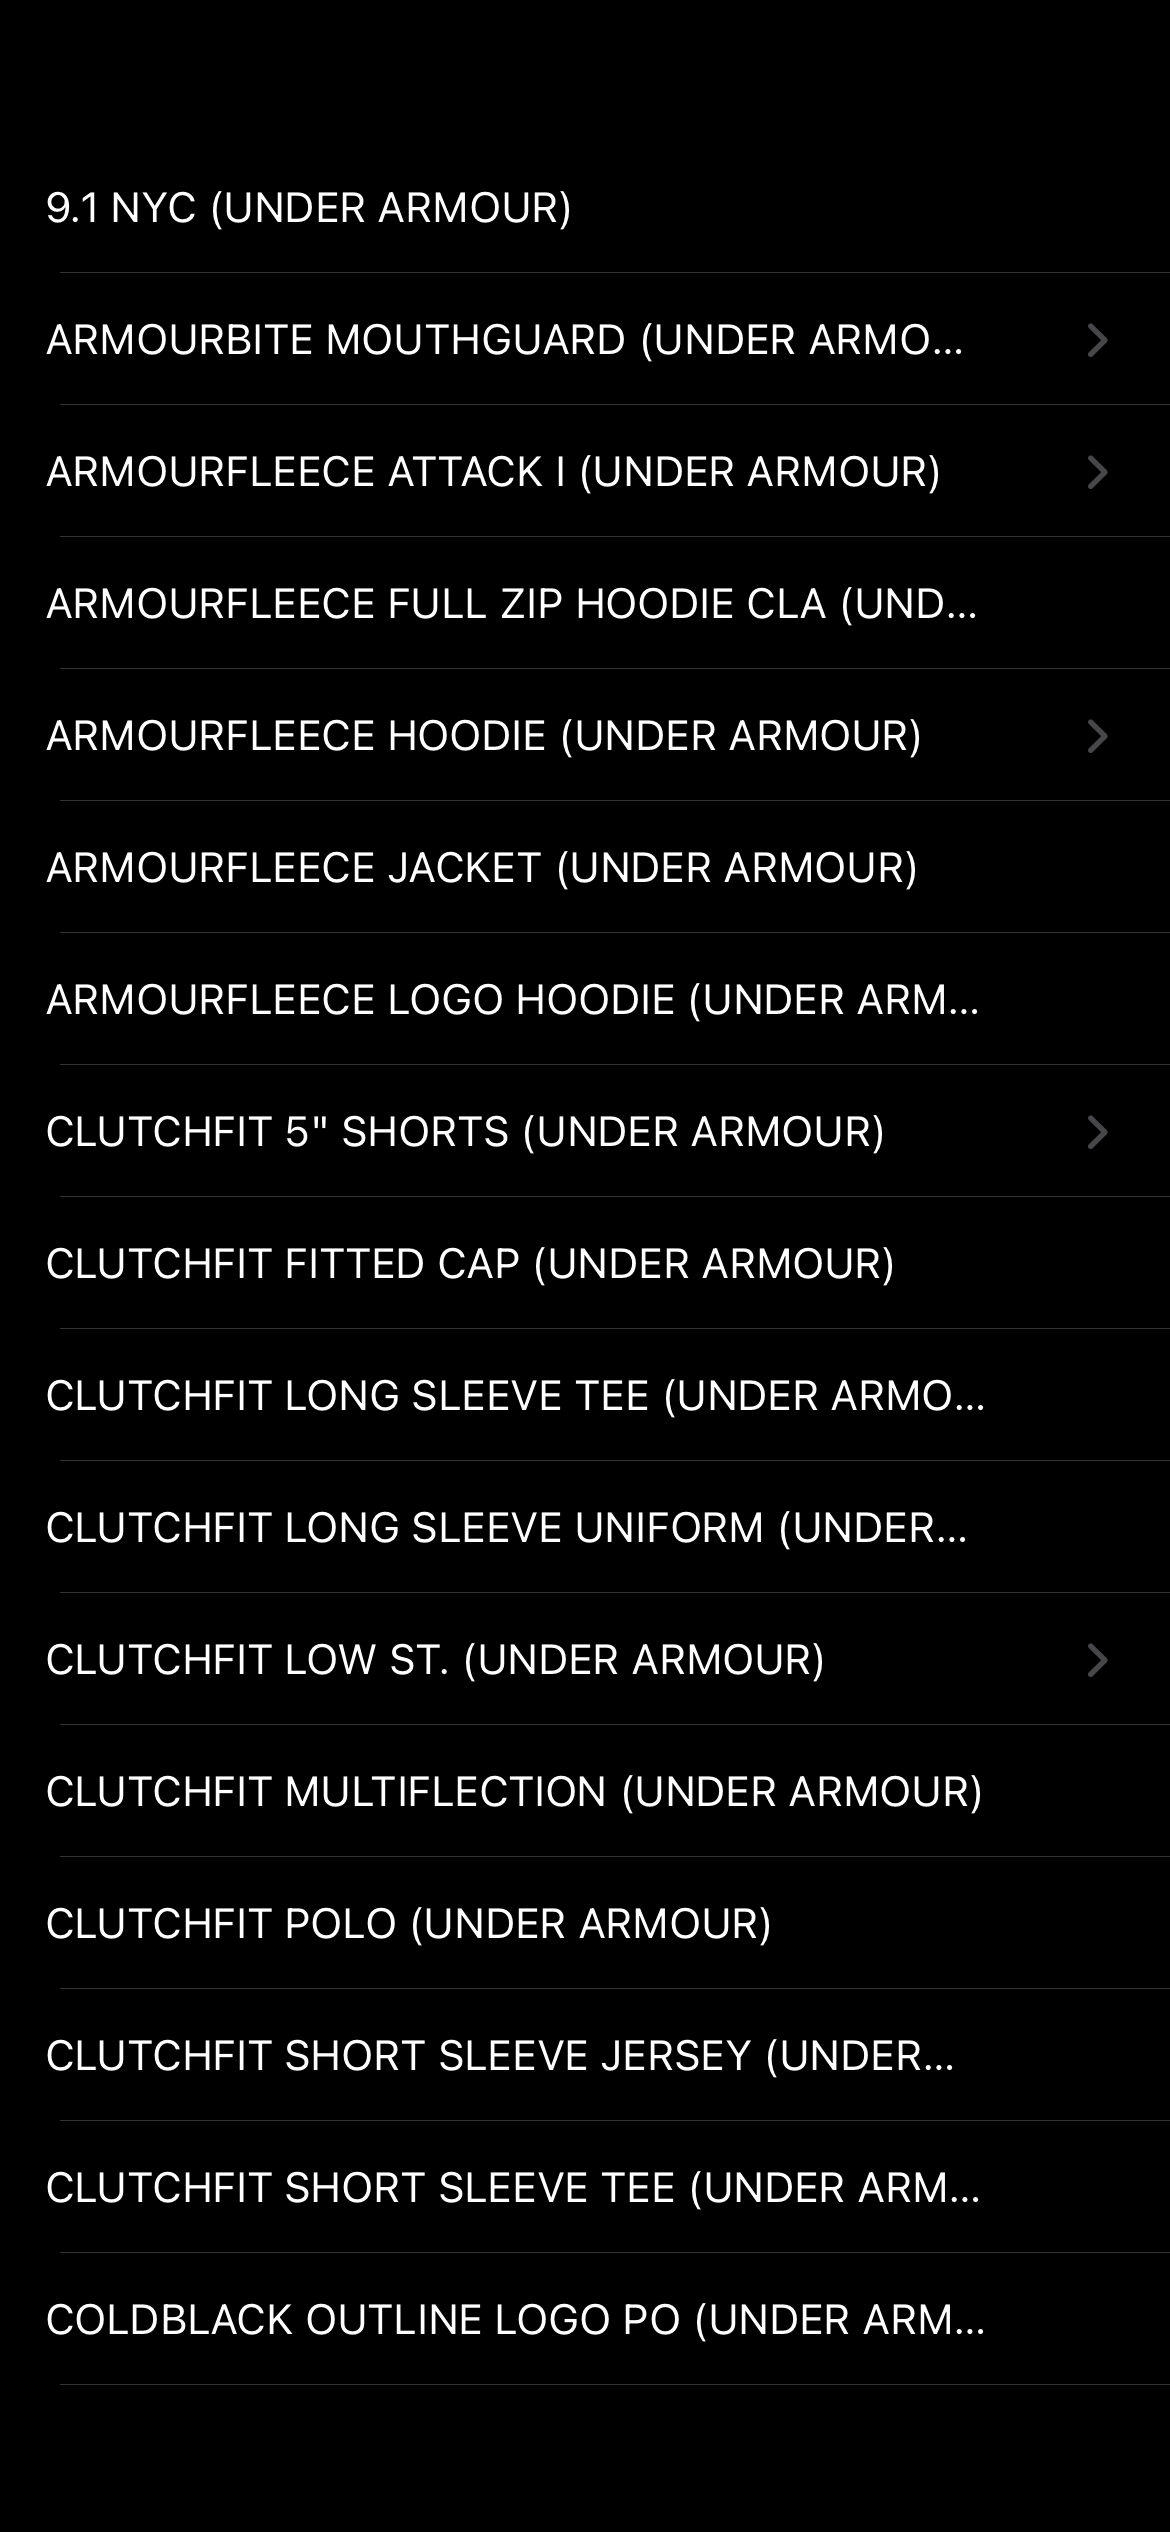 9.1 NYC (UNDER ARMOUR)
ARMOURBITE MOUTHGUARD (UNDER ARMO...
ARMOURFLEECE ATTACK I (UNDER ARMOUR)
ARMOURFLEECE FULL ZIP HOODIE CLA (UND...
ARMOURFLEECE HOODIE (UNDER ARMOUR)
ARMOURFLEECE JACKET (UNDER ARMOUR)
ARMOURFLEECE LOGO HOODIE (UNDER ARM...
CLUTCHFIT 5" SHORTS (UNDER ARMOUR)
CLUTCHFIT FITTED CAP (UNDER ARMOUR)
CLUTCHFIT LONG SLEEVE TEE (UNDER ARMO...
CLUTCHFIT LONG SLEEVE UNIFORM (UNDER...
CLUTCHFIT LOW ST. (UNDER ARMOUR)
CLUTCHFIT MULTIFLECTION (UNDER ARMOUR)
CLUTCHFIT POLO (UNDER ARMOUR)
CLUTCHFIT SHORT SLEEVE JERSEY (UNDER...
CLUTCHFIT SHORT SLEEVE TEE (UNDER ARM...
COLDBLACK OUTLINE LOGO PO (UNDER ARM...